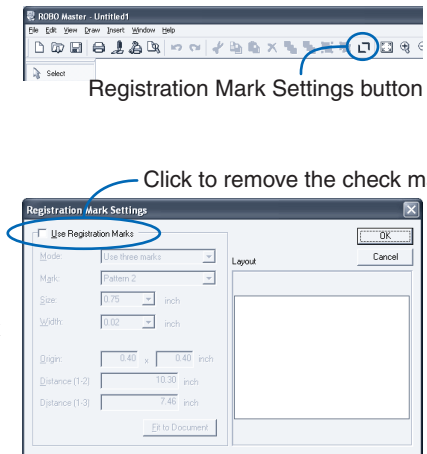 ROBO Master - Untitled1
File Edit View Draw Insert Window Help
Select
Registration Mark Settings button
Click to remove the check m
Registration Mark Settings
Use Registration Marks
OK
Mode: Use three marks
Layout
Cancel
Mark: Pattern 2
Size: 0.75 inch
Width: 0.02 inch
Origin: 0.40 x 0.40 inch
Distance (1-2) 10.30 inch
Distance (1-3) 7.46 inch
Fit to Document